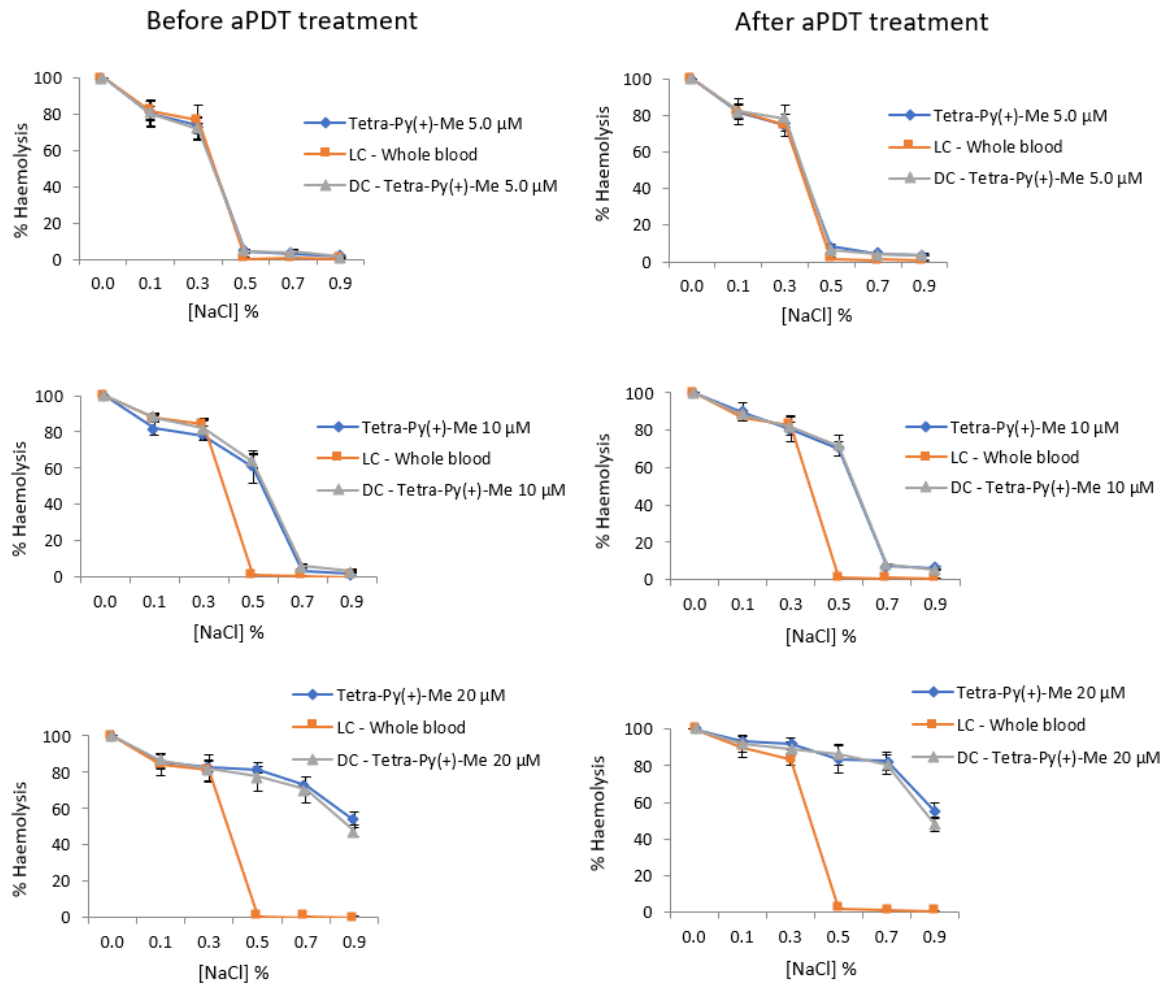 Before aPDT treatment
After aPDT treatment
% Haemolysis
100
80
60
40
20
0
0.0 0.1 0.3 0.5 0.7 0.9
[NaCl] %
Tetra-Py(+)-Me 5.0 µM
LC - Whole blood
DC - Tetra-Py(+)-Me 5.0 µM
% Haemolysis
100
80
60
40
20
0
0.0 0.1 0.3 0.5 0.7 0.9
[NaCl] %
Tetra-Py(+)-Me 5.0 µM
LC - Whole blood
DC - Tetra-Py(+)-Me 5.0 µM
% Haemolysis
100
80
60
40
20
0
0.0 0.1 0.3 0.5 0.7 0.9
[NaCl] %
Tetra-Py(+)-Me 10 µM
LC - Whole blood
DC - Tetra-Py(+)-Me 10 µM
% Haemolysis
100
80
60
40
20
0
0.0 0.1 0.3 0.5 0.7 0.9
[NaCl] %
Tetra-Py(+)-Me 10 µM
LC - Whole blood
DC - Tetra-Py(+)-Me 10 µM
% Haemolysis
100
80
60
40
20
0
0.0 0.1 0.3 0.5 0.7 0.9
[NaCl] %
Tetra-Py(+)-Me 20 µM
LC - Whole blood
DC - Tetra-Py(+)-Me 20 µM
% Haemolysis
100
80
60
40
20
0
0.0 0.1 0.3 0.5 0.7 0.9
[NaCl] %
Tetra-Py(+)-Me 20 µM
LC - Whole blood
DC - Tetra-Py(+)-Me 20 µM